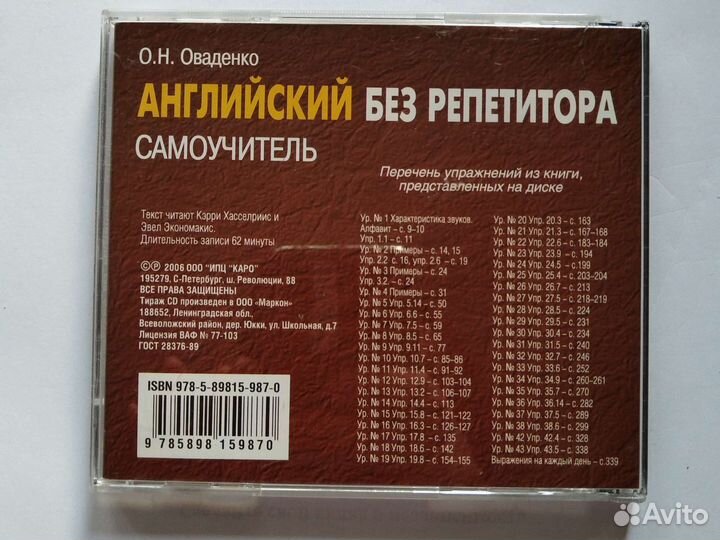 О.Н. Оваденко
АНГЛИЙСКИЙ БЕЗ РЕПЕТИТОРА
САМОУЧИТЕЛЬ
Перечень упражнений из книги,
представленных на диске
Текст читают Кэрри Хасселриис и
Эвел Экономакис.
Длительность записи 62 минуты
©℗ 2006 ООО "ИПЦ "КАРО"
195279, С-Петербург, ш. Революции, 88
ВСЕ ПРАВА ЗАЩИЩЕНЫ
Тираж CD произведен в ООО «Маркон»
188652, Ленинградская обл.,
Всеволожский район, дер. Юкки, ул. Школьная, д.7
Лицензия ВАФ № 77-103
ГОСТ 28376-89
ISBN 978-5-89815-987-0
9 785898 159870
Ур. № 1 Характеристика звуков.
Алфавит – с. 9–10
Упр. 1.1 – с. 11
Ур. № 2 Примеры – с. 14, 15
Упр. 2.2 с. 16, упр. 2.6 – с. 19
Ур. № 3 Примеры – с. 24
Упр. 3.2. – с. 24
Ур. № 4 Примеры – с. 31
Ур. № 5 Упр. 5.14 – с. 50
Ур. № 6 Упр. 6.6 – с. 55
Ур. № 7 Упр. 7.5 – с. 59
Ур. № 8 Упр. 8.5 – с. 65
Ур. № 9 Упр. 9.11 – с. 77
Ур. № 10 Упр. 10.7 – с. 85–86
Ур. № 11 Упр. 11.4 – с. 91–92
Ур. № 12 Упр. 12.9 – с. 103–104
Ур. № 13 Упр. 13.2 – с. 106–107
Ур. № 14 Упр. 14.4 – с. 113
Ур. № 15 Упр. 15.8 – с. 121–122
Ур. № 16 Упр. 16.3 – с. 126–127
Ур. № 17 Упр. 17.8 – с. 135
Ур. № 18 Упр. 18.6 – с. 142
Ур. № 19 Упр. 19.8 – с. 154–155
Ур. № 20 Упр. 20.3 – с. 163
Ур. № 21 Упр. 21.3 – с. 167–168
Ур. № 22 Упр. 22.6 – с. 183–184
Ур. № 23 Упр. 23.9 – с. 194
Ур. № 24 Упр. 24.5 – с.199
Ур. № 25 Упр. 25.4 – с. 203–204
Ур. № 26 Упр. 26.7 – с. 213
Ур. № 27 Упр. 27.5 – с. 218–219
Ур. № 28 Упр. 28.5 – с. 224
Ур. № 29 Упр. 29.5 – с. 231
Ур. № 30 Упр. 30.4 – с. 234
Ур. № 31 Упр. 31.5 – с. 240
Ур. № 32 Упр. 32.7 – с. 246
Ур. № 33 Упр. 33.6 – с. 252
Ур. № 34 Упр. 34.9 – с. 260–261
Ур. № 35 Упр. 35.7 – с. 270
Ур. № 36 Упр. 36.14 – с. 282
Ур. № 37 Упр. 37.5 – с. 289
Ур. № 38 Упр. 38.6 – с. 299
Ур. № 42 Упр. 42.4 – с. 328
Ур. № 43 Упр. 43.5 – с. 338
Выражения на каждый день – с.339
Avito